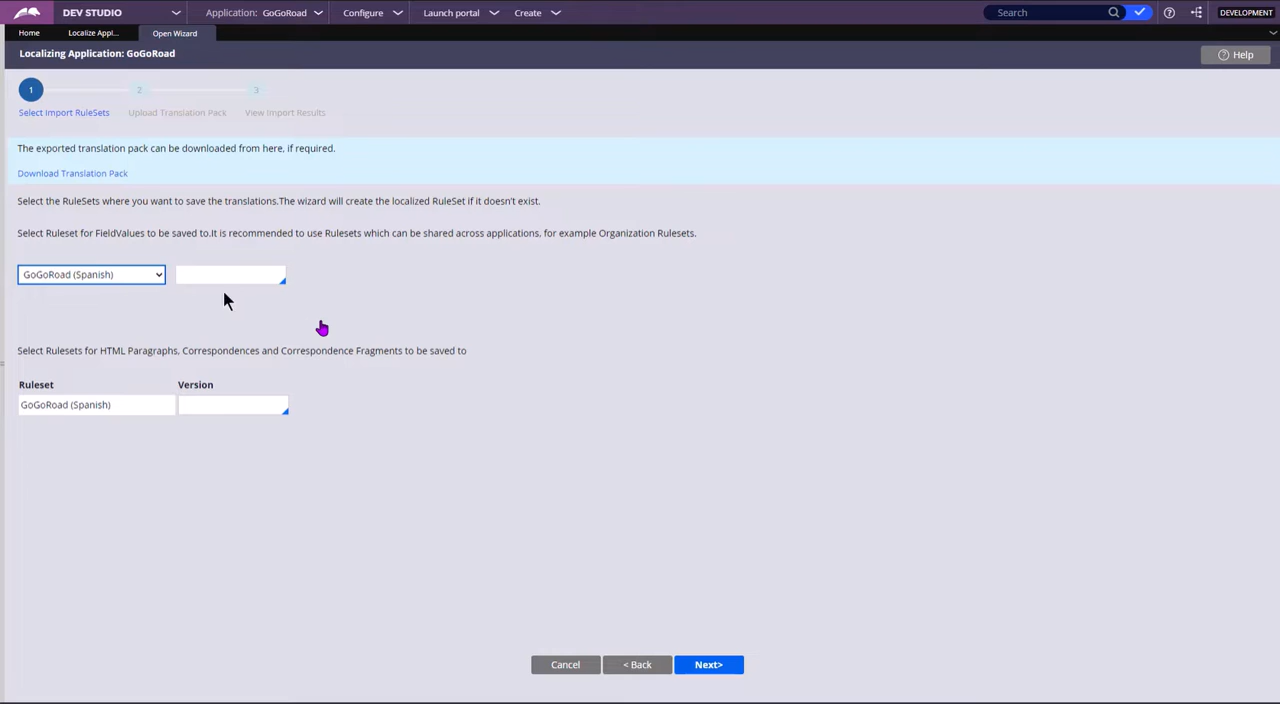 DEV STUDIO
Application: GoGoRoad
Configure
Launch portal
Create
Search
DEVELOPMENT
Home
Localize Appl...
Open Wizard
Localizing Application: GoGoRoad
Help
1
2
3
Select Import RuleSets
Upload Translation Pack
View Import Results
The exported translation pack can be downloaded from here, if required.
Download Translation Pack
Select the RuleSets where you want to save the translations.The wizard will create the localized RuleSet if it doesn't exist.
Select Ruleset for FieldValues to be saved to.It is recommended to use Rulesets which can be shared across applications, for example Organization Rulesets.
GoGoRoad (Spanish)
Select Rulesets for HTML Paragraphs, Correspondences and Correspondence Fragments to be saved to
Ruleset Version
GoGoRoad (Spanish)
Cancel
< Back
Next>